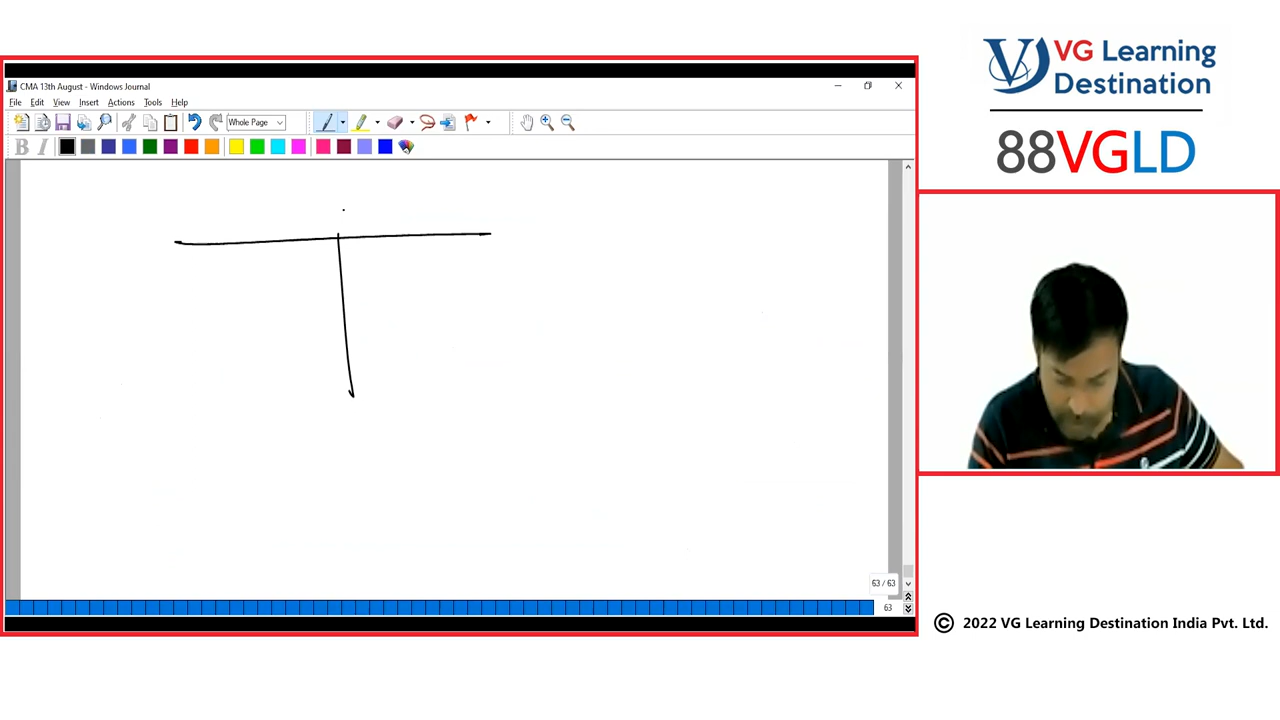 CMA 13th August - Windows Journal
File Edit View Insert Actions Tools Help
Whole Page
B I
63 / 63
63
VG Learning
Destination
88VGLD
© 2022 VG Learning Destination India Pvt. Ltd.